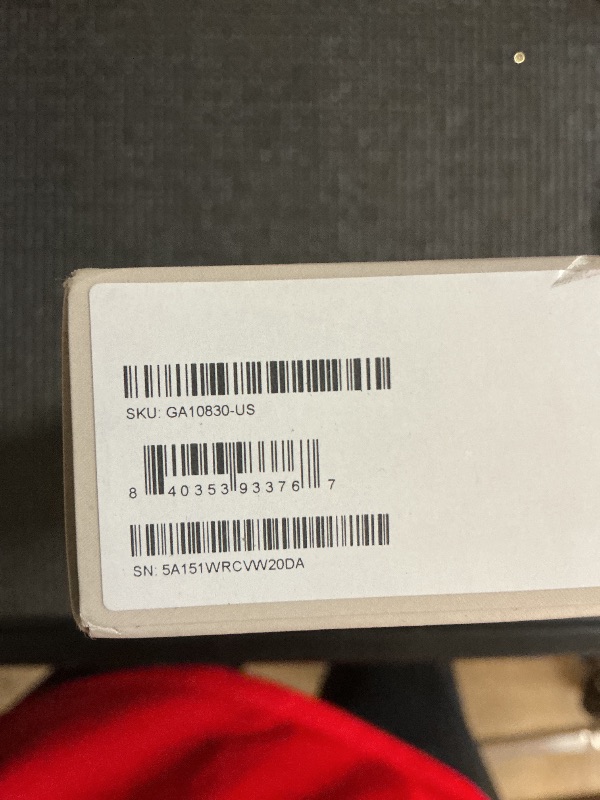 SKU: GA10830-US
8 40353 93376 7
SN: 5A151WRCVW20DA